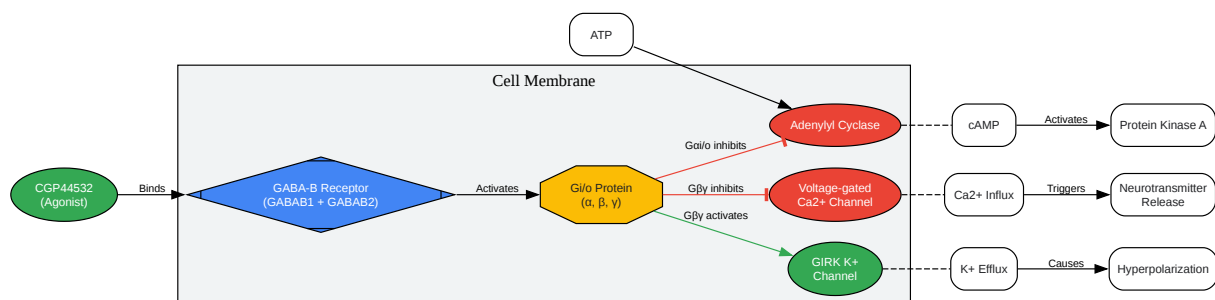 ATP
Cell Membrane
Adenylyl Cyclase
cAMP
Activates
Protein Kinase A
Gαi/o inhibits
CGP44532
(Agonist)
Binds
GABA-B Receptor
(GABAB1 + GABAB2)
Activates
Gi/o Protein
(α, β, γ)
Gβγ inhibits
Voltage-gated
Ca2+ Channel
Ca2+ Influx
Triggers
Neurotransmitter
Release
Gβγ activates
GIRK K+
Channel
K+ Efflux
Causes
Hyperpolarization